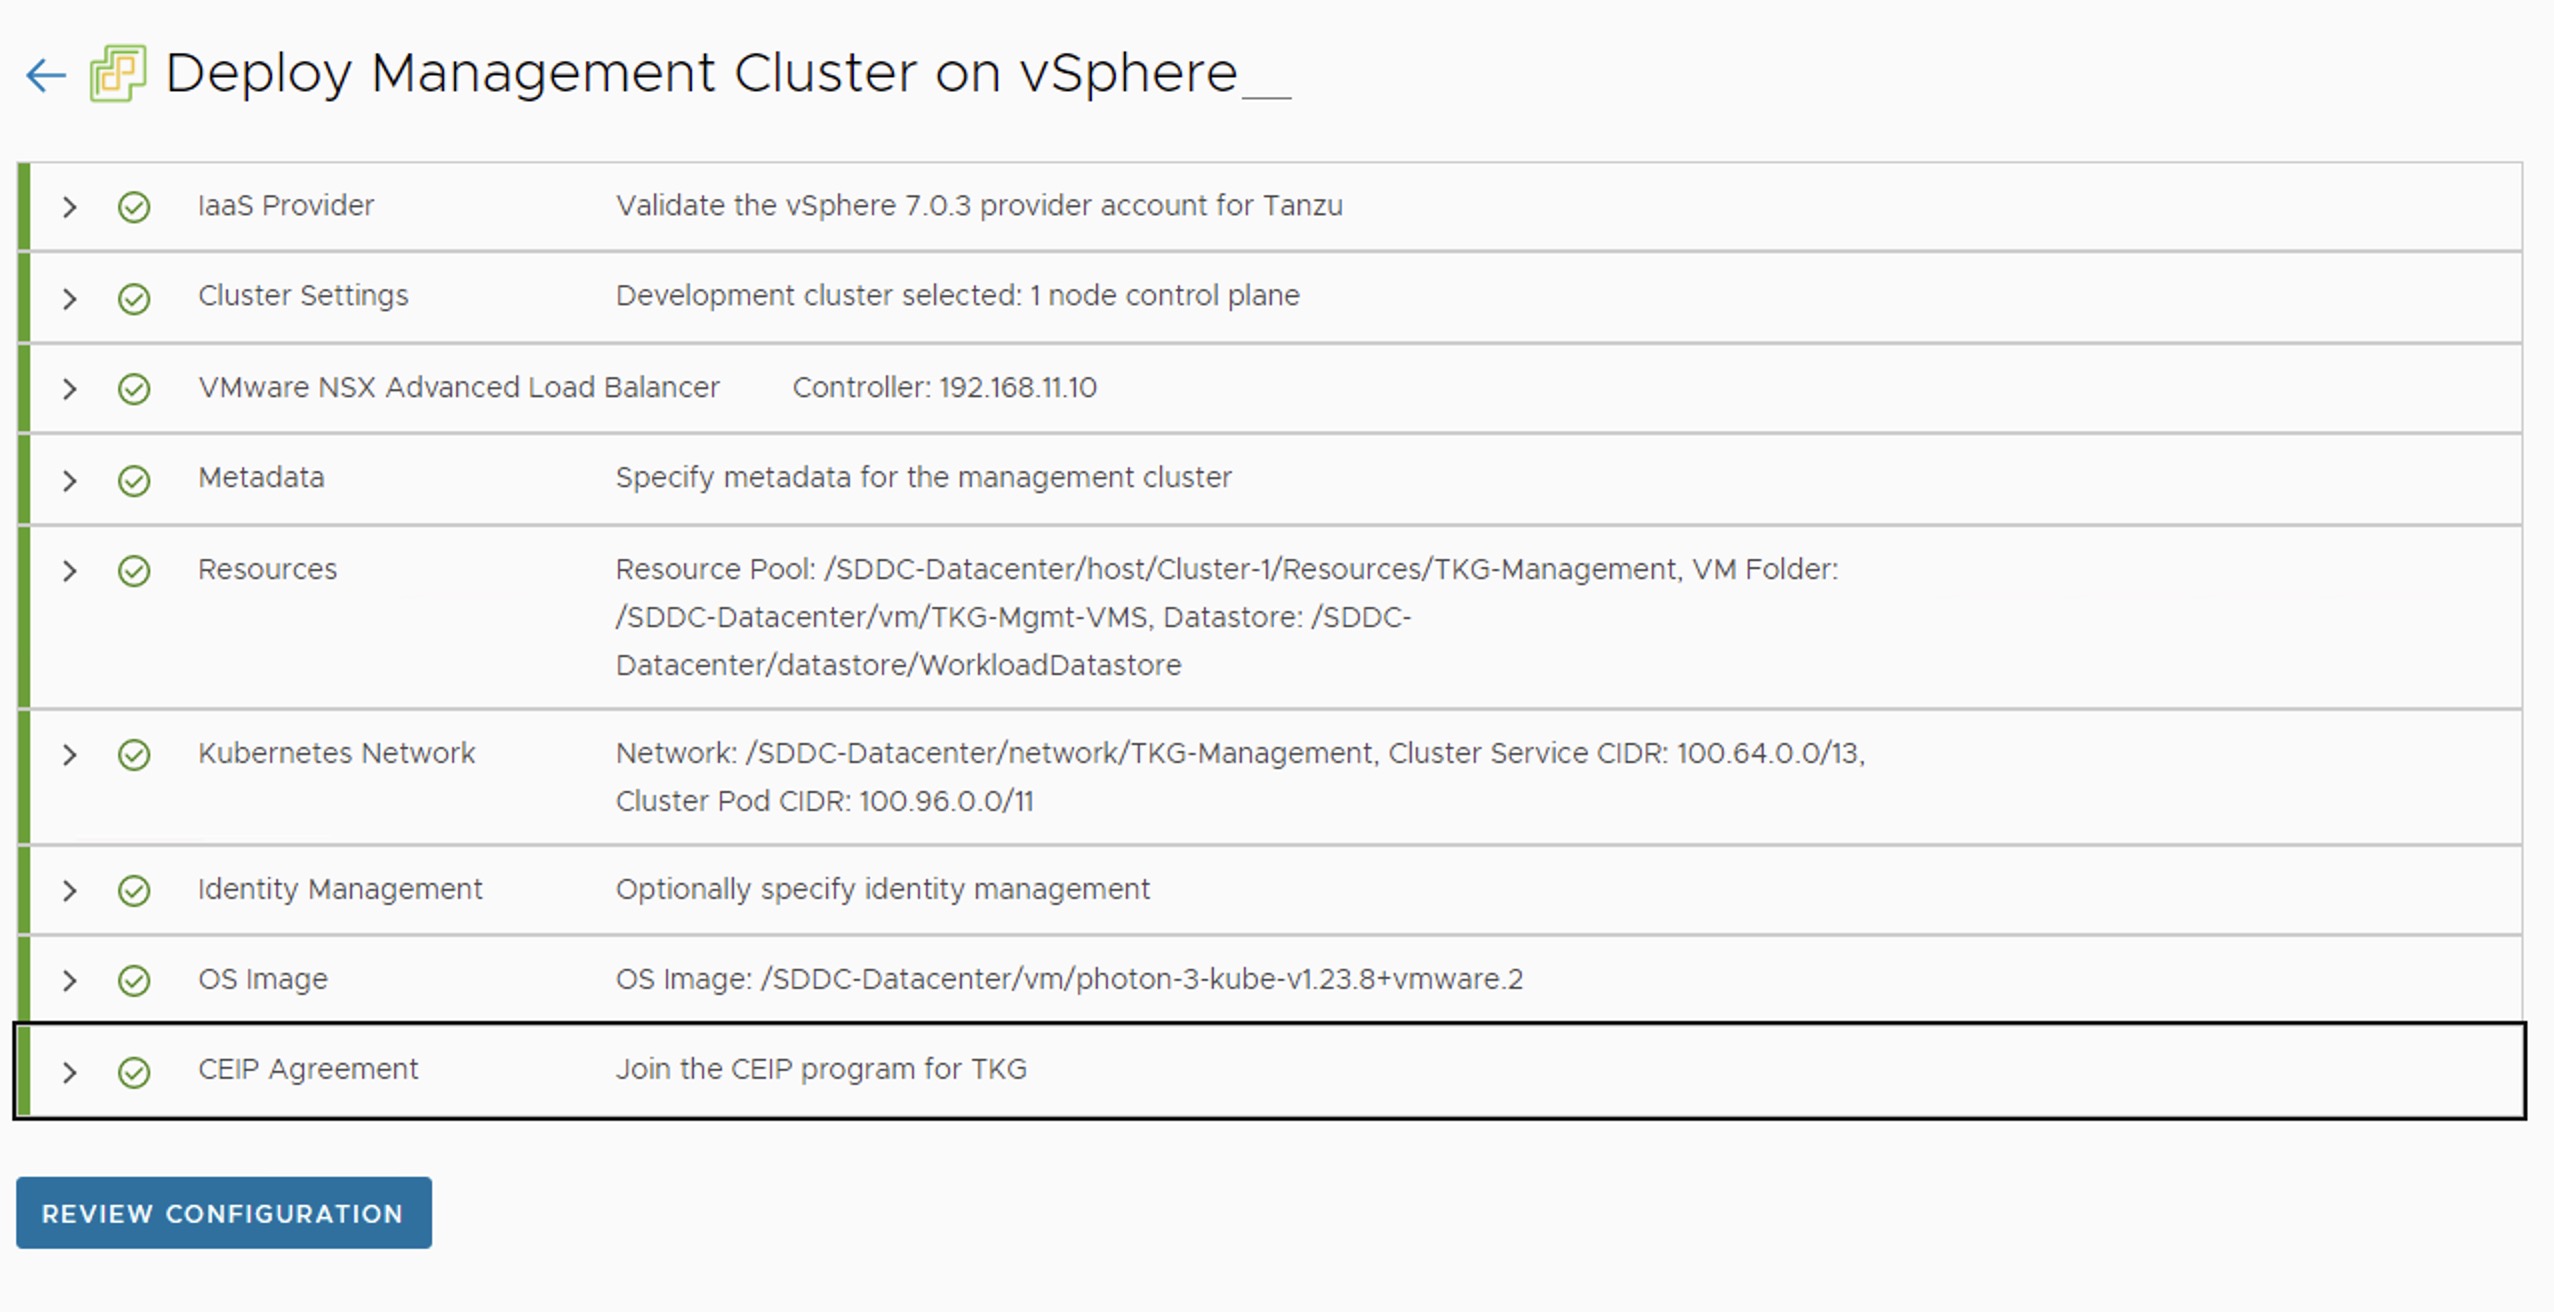 Deploy Management Cluster on vSphere__
IaaS Provider Validate the vSphere 7.0.3 provider account for Tanzu
Cluster Settings Development cluster selected: 1 node control plane
VMware NSX Advanced Load Balancer Controller: 192.168.11.10
Metadata Specify metadata for the management cluster
Resources Resource Pool: /SDDC-Datacenter/host/Cluster-1/Resources/TKG-Management, VM Folder:
/SDDC-Datacenter/vm/TKG-Mgmt-VMS, Datastore: /SDDC-
Datacenter/datastore/WorkloadDatastore
Kubernetes Network Network: /SDDC-Datacenter/network/TKG-Management, Cluster Service CIDR: 100.64.0.0/13,
Cluster Pod CIDR: 100.96.0.0/11
Identity Management Optionally specify identity management
OS Image OS Image: /SDDC-Datacenter/vm/photon-3-kube-v1.23.8+vmware.2
CEIP Agreement Join the CEIP program for TKG
REVIEW CONFIGURATION